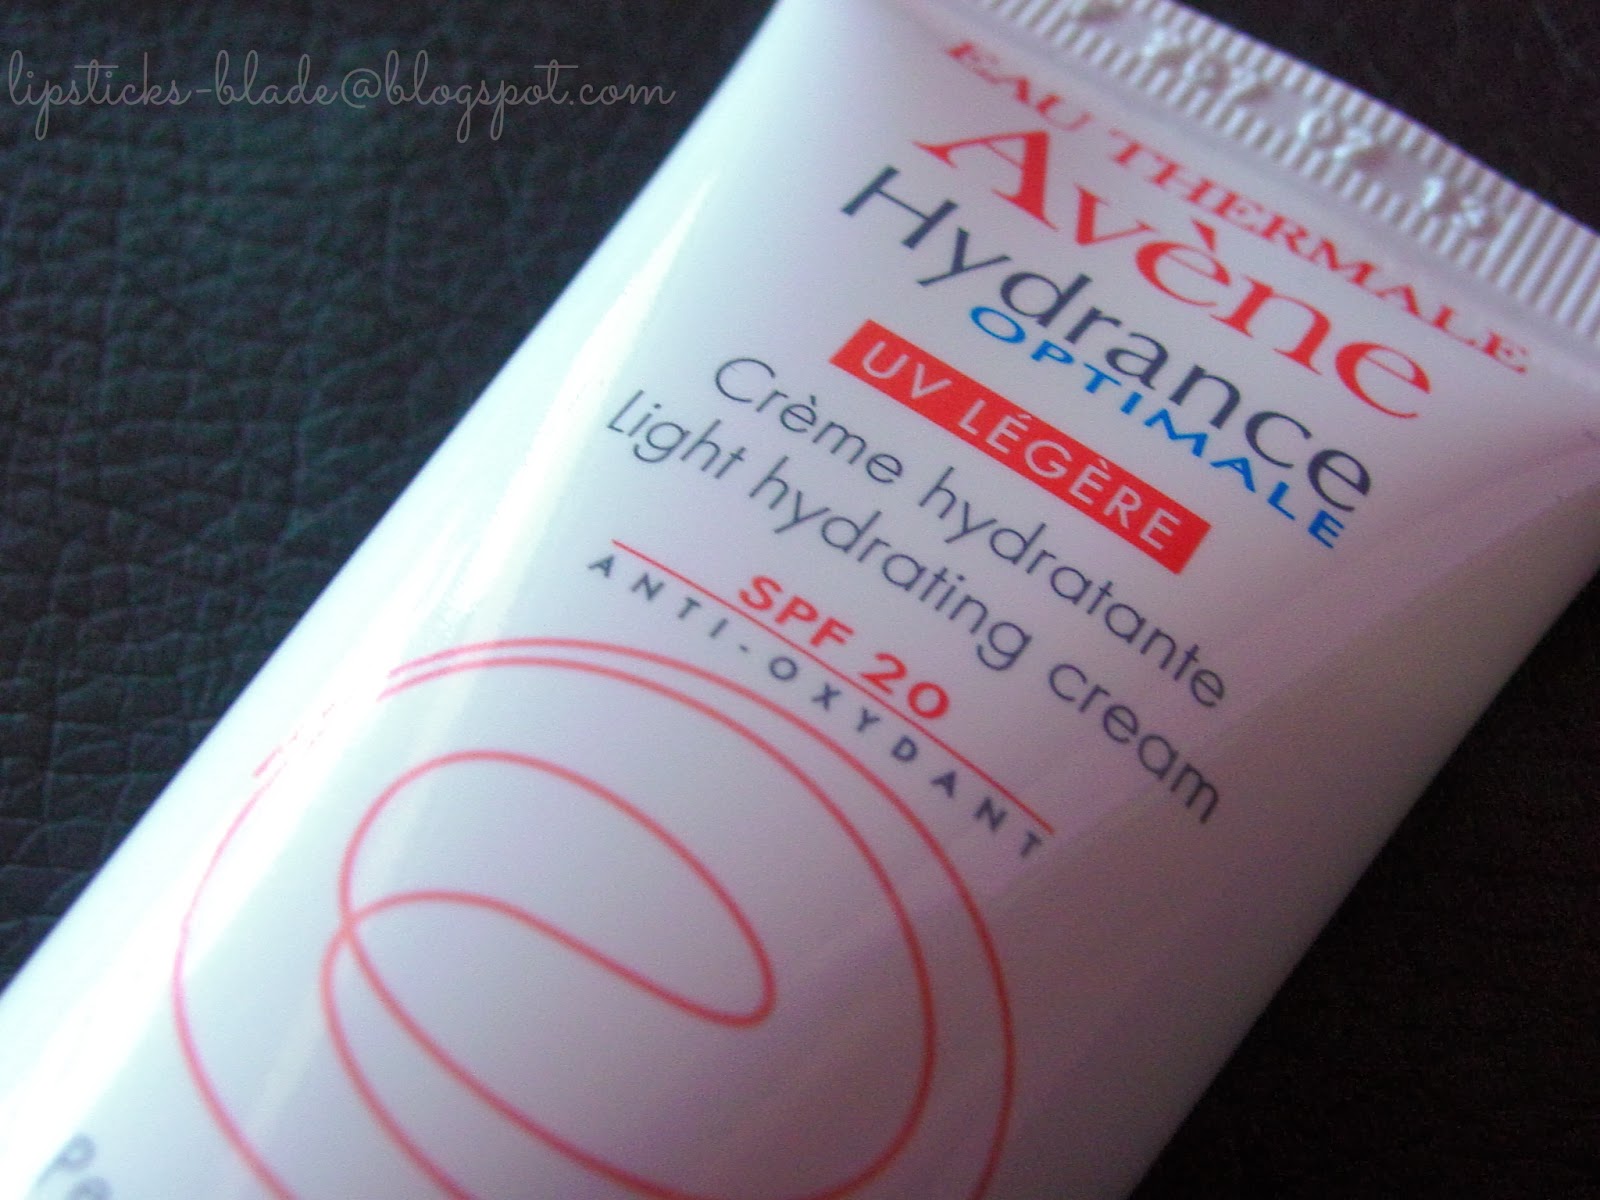 lipsticks-blade@blogspot.com
EAU THERMALE
Avène
Hydrance
OPTIMALE
UV LÉGÈRE
Crème hydratante
Light hydrating cream
SPF 20
ANTI-OXYDANT